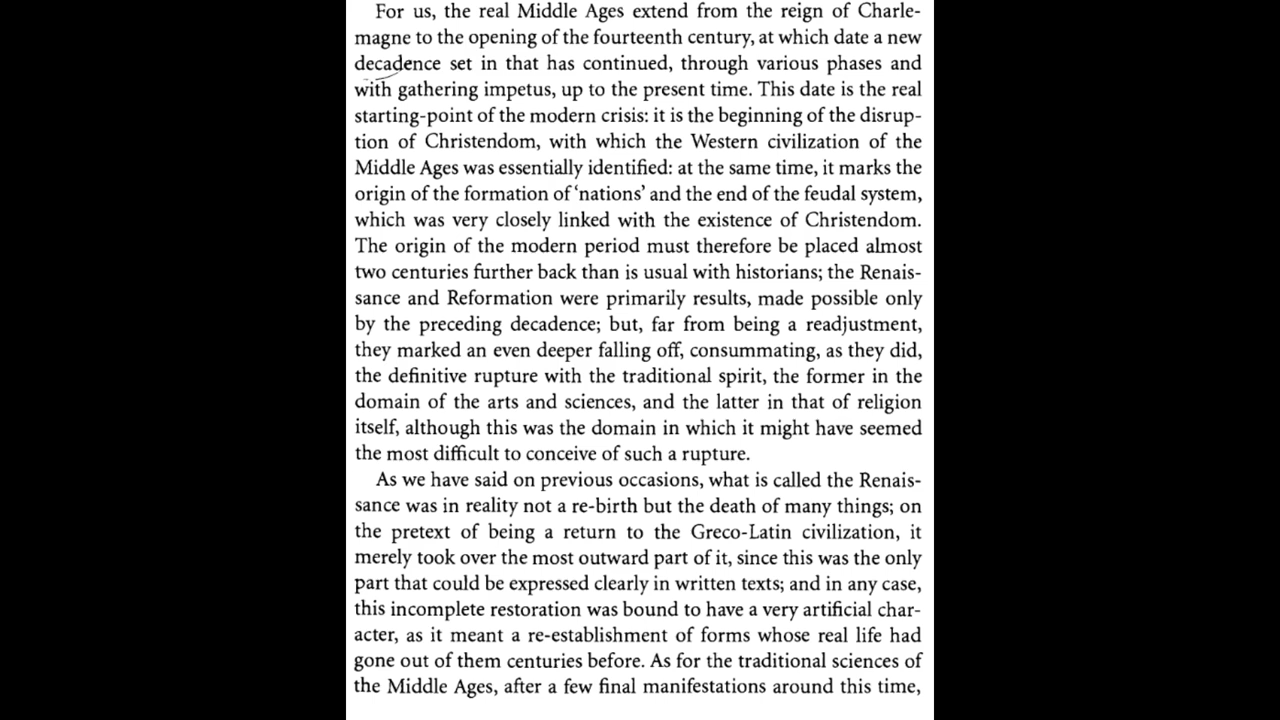 For us, the real Middle Ages extend from the reign of Charle-
magne to the opening of the fourteenth century, at which date a new
decadence set in that has continued, through various phases and
with gathering impetus, up to the present time. This date is the real
starting-point of the modern crisis: it is the beginning of the disrup-
tion of Christendom, with which the Western civilization of the
Middle Ages was essentially identified: at the same time, it marks the
origin of the formation of ‘nations’ and the end of the feudal system,
which was very closely linked with the existence of Christendom.
The origin of the modern period must therefore be placed almost
two centuries further back than is usual with historians; the Renais-
sance and Reformation were primarily results, made possible only
by the preceding decadence; but, far from being a readjustment,
they marked an even deeper falling off, consummating, as they did,
the definitive rupture with the traditional spirit, the former in the
domain of the arts and sciences, and the latter in that of religion
itself, although this was the domain in which it might have seemed
the most difficult to conceive of such a rupture.
As we have said on previous occasions, what is called the Renais-
sance was in reality not a re-birth but the death of many things; on
the pretext of being a return to the Greco-Latin civilization, it
merely took over the most outward part of it, since this was the only
part that could be expressed clearly in written texts; and in any case,
this incomplete restoration was bound to have a very artificial char-
acter, as it meant a re-establishment of forms whose real life had
gone out of them centuries before. As for the traditional sciences of
the Middle Ages, after a few final manifestations around this time,